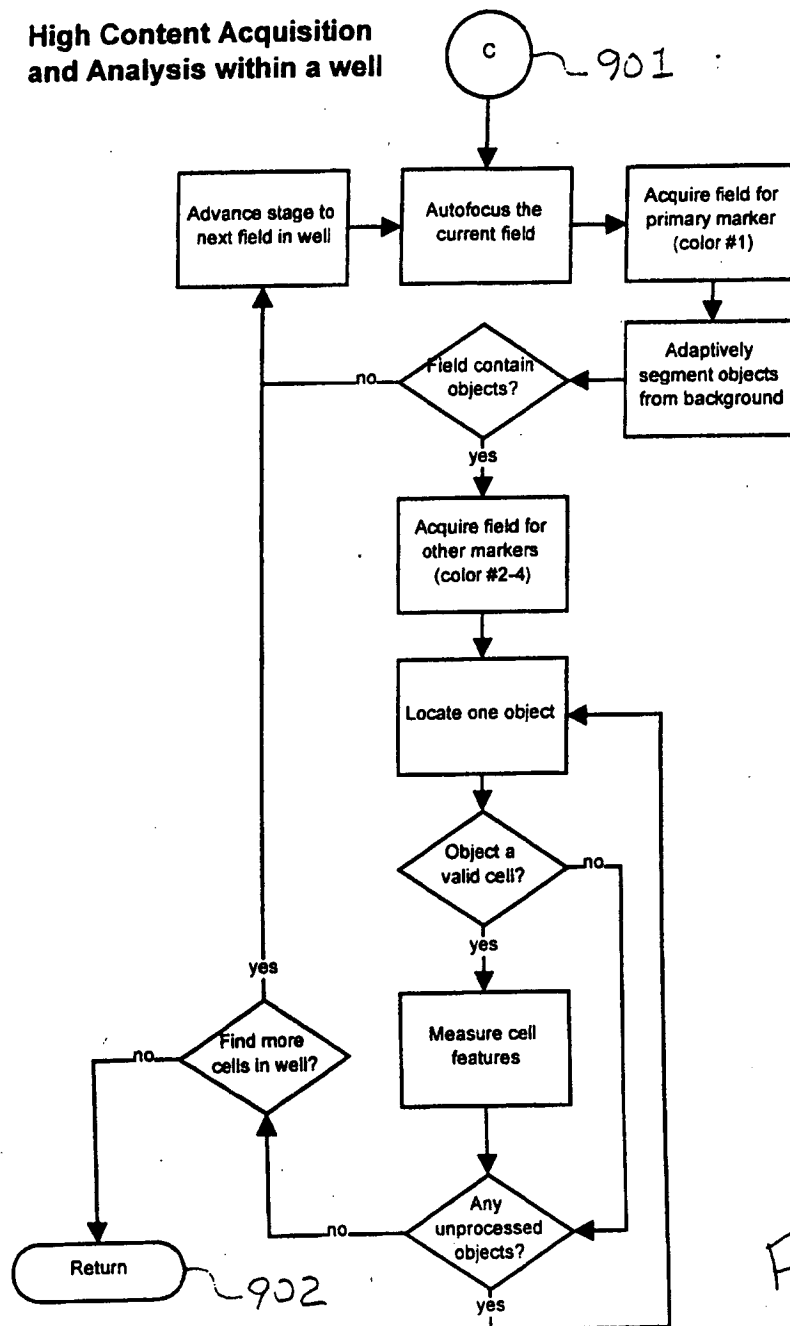 High Content Acquisition
and Analysis within a well
C
901
Advance stage to
next field in well
Autofocus the
current field
Acquire field for
primary marker
(color #1)
Adaptively
segment objects
from background
Field contain
objects?
no
yes
Acquire field for
other markers
(color #2-4)
Locate one object
Object a
valid cell?
no
yes
Measure cell
features
Any
unprocessed
objects?
no
yes
Find more
cells in well?
yes
no
Return
902